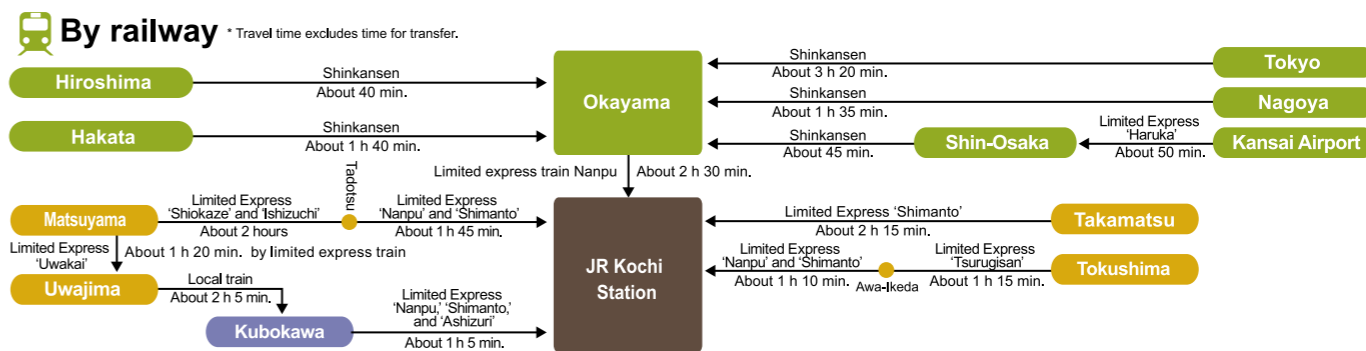 By railway * Travel time excludes time for transfer.
Hiroshima
Shinkansen
About 40 min.
Hakata
Shinkansen
About 1 h 40 min.
Okayama
Shinkansen
About 3 h 20 min.
Tokyo
Shinkansen
About 1 h 35 min.
Nagoya
Shinkansen
About 45 min.
Shin-Osaka
Limited Express
‘Haruka’
About 50 min.
Kansai Airport
Limited express train Nanpu
About 2 h 30 min.
Matsuyama
Limited Express
‘Shiokaze’ and ‘Ishizuchi’
About 2 hours
Tadotsu
Limited Express
‘Nanpu’ and ‘Shimanto’
About 1 h 45 min.
Limited Express
‘Uwakai’
About 1 h 20 min. by limited express train
Uwajima
Local train
About 2 h 5 min.
Kubokawa
Limited Express
‘Nanpu,’ ‘Shimanto,’
and ‘Ashizuri’
About 1 h 5 min.
JR Kochi
Station
Limited Express ‘Shimanto’
About 2 h 15 min.
Takamatsu
Limited Express
‘Nanpu’ and ‘Shimanto’
About 1 h 10 min.
Awa-Ikeda
Limited Express
‘Tsurugisan’
About 1 h 15 min.
Tokushima